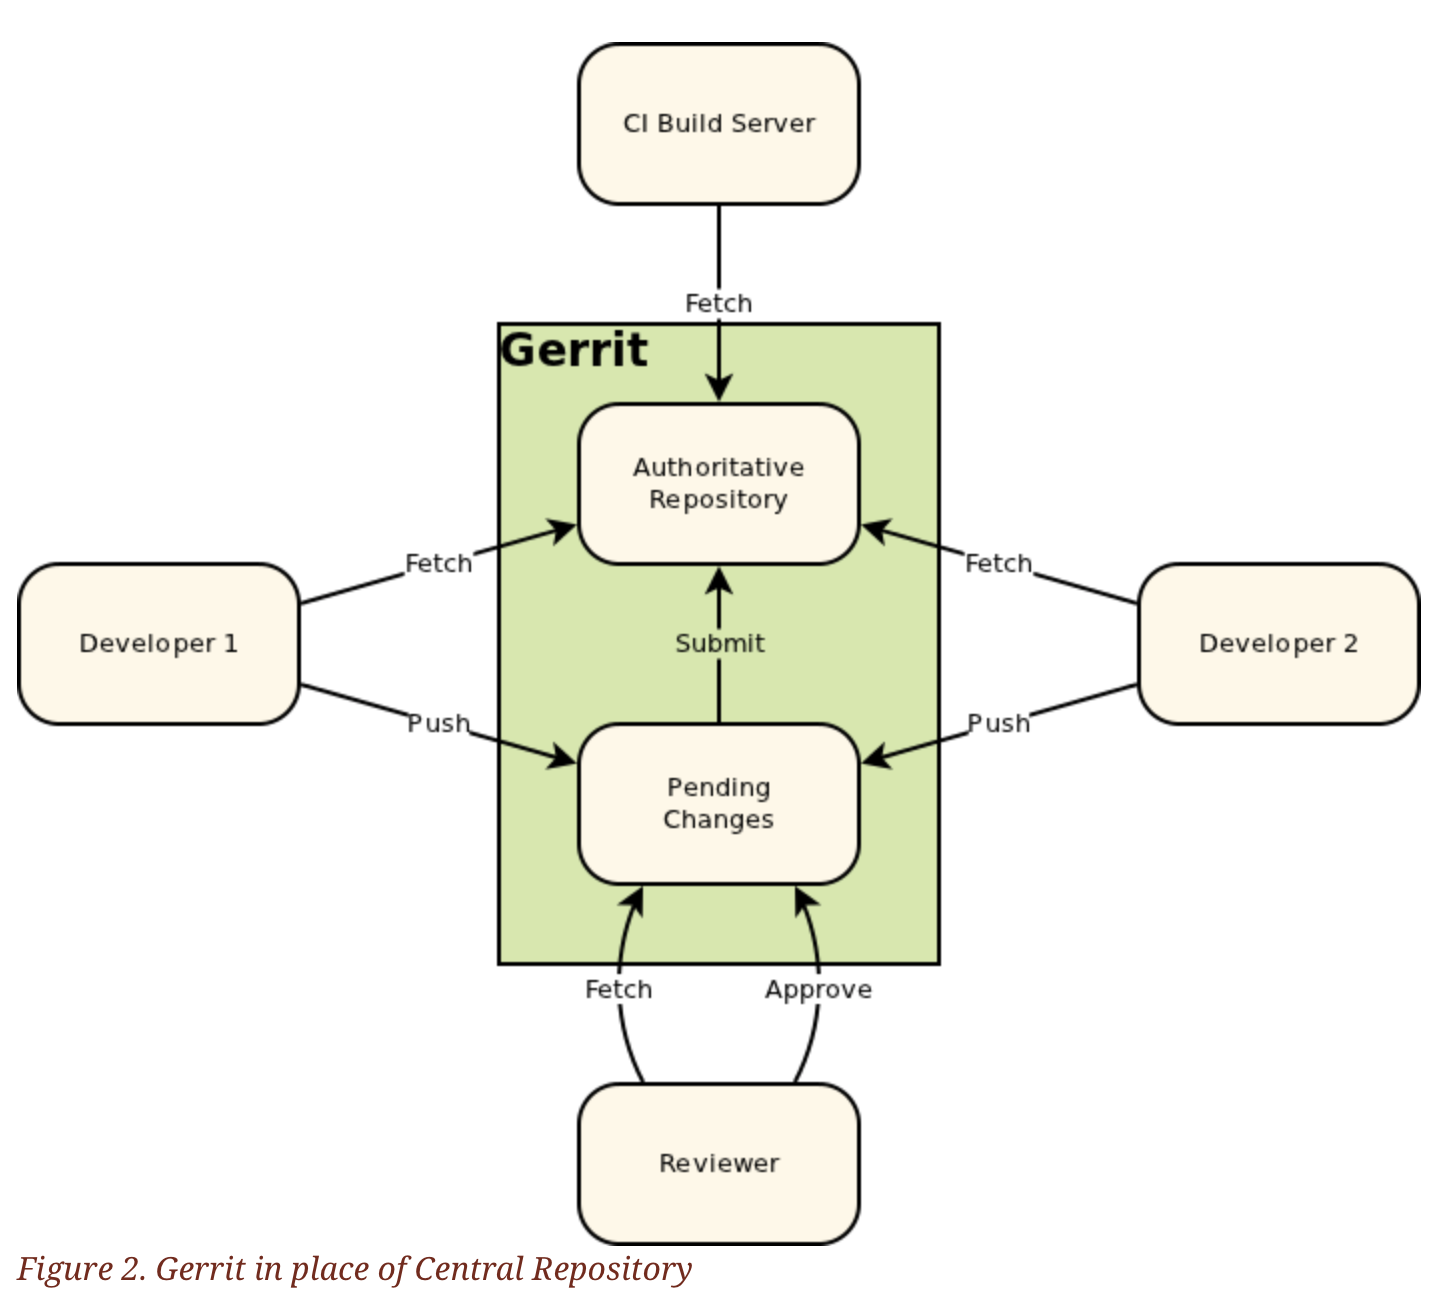 CI Build Server
Fetch
Gerrit
Authoritative
Repository
Fetch
Fetch
Developer 1
Submit
Developer 2
Push
Push
Pending
Changes
Fetch
Approve
Reviewer
Figure 2. Gerrit in place of Central Repository